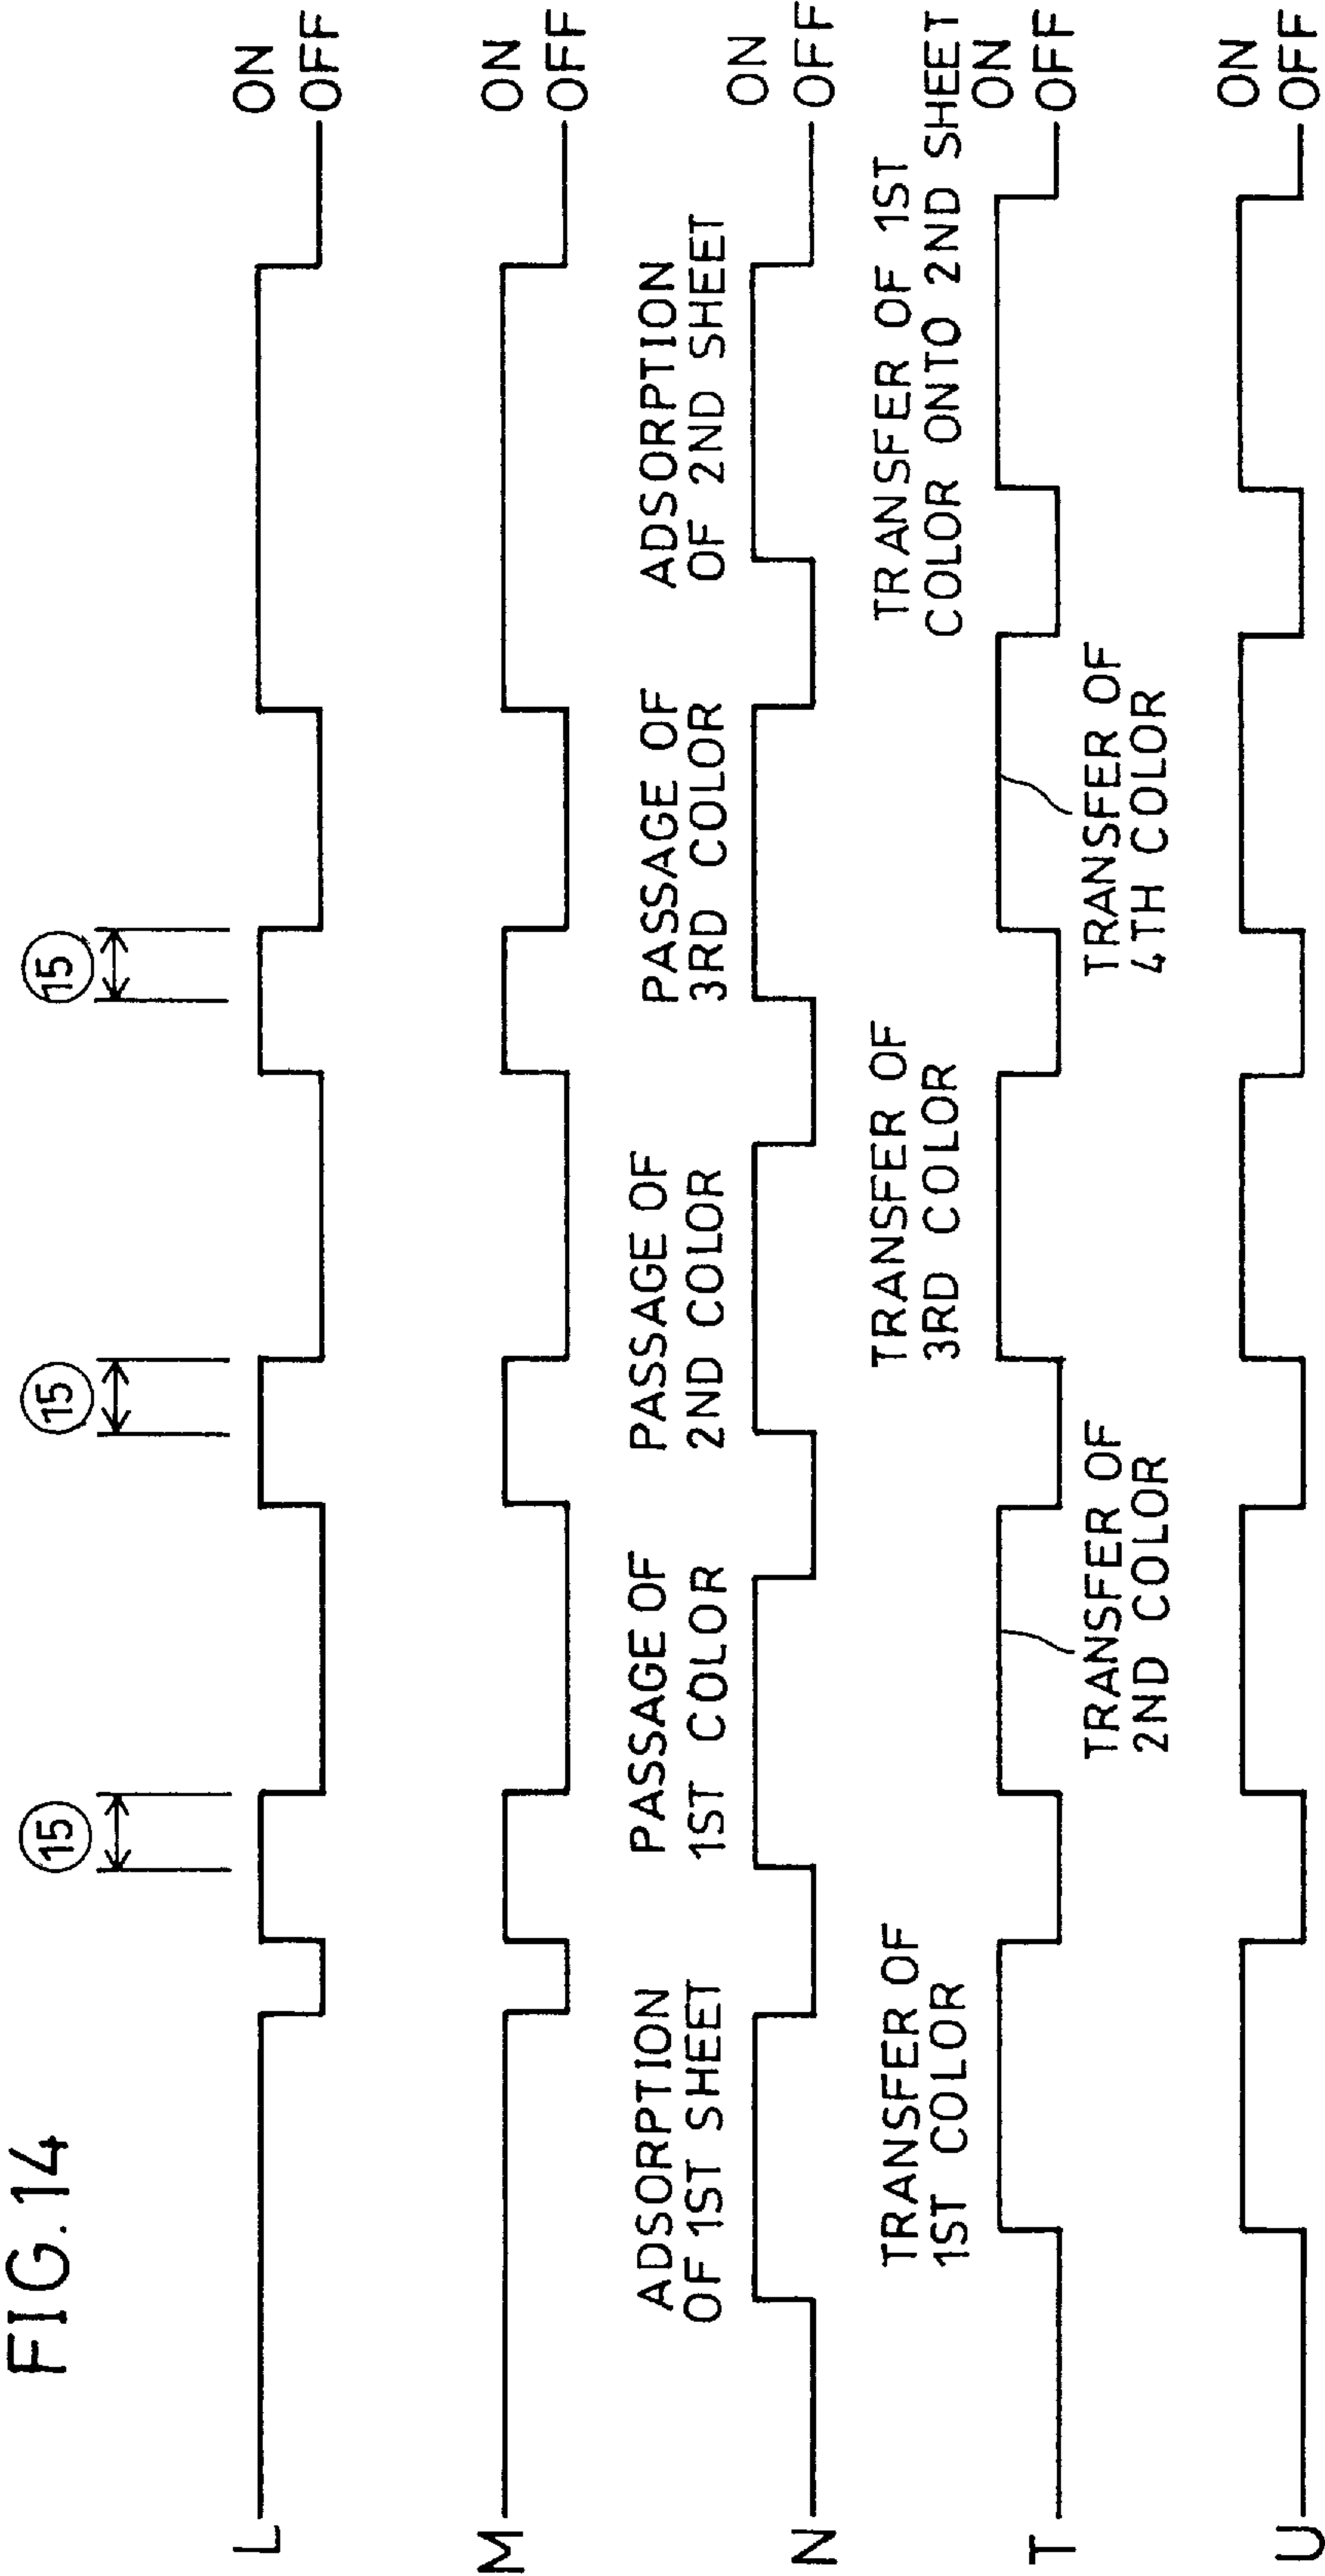 FIG. 14
15
15
15
L
ON
OFF
M
ON
OFF
ADSORPTION
OF 1ST SHEET
PASSAGE OF
1ST COLOR
PASSAGE OF
2ND COLOR
PASSAGE OF
3RD COLOR
ADSORPTION
OF 2ND SHEET
N
ON
OFF
TRANSFER OF
1ST COLOR
TRANSFER OF
2ND COLOR
TRANSFER OF
3RD COLOR
TRANSFER OF
4TH COLOR
TRANSFER OF 1ST
COLOR ONTO 2ND SHEET
T
ON
OFF
U
ON
OFF